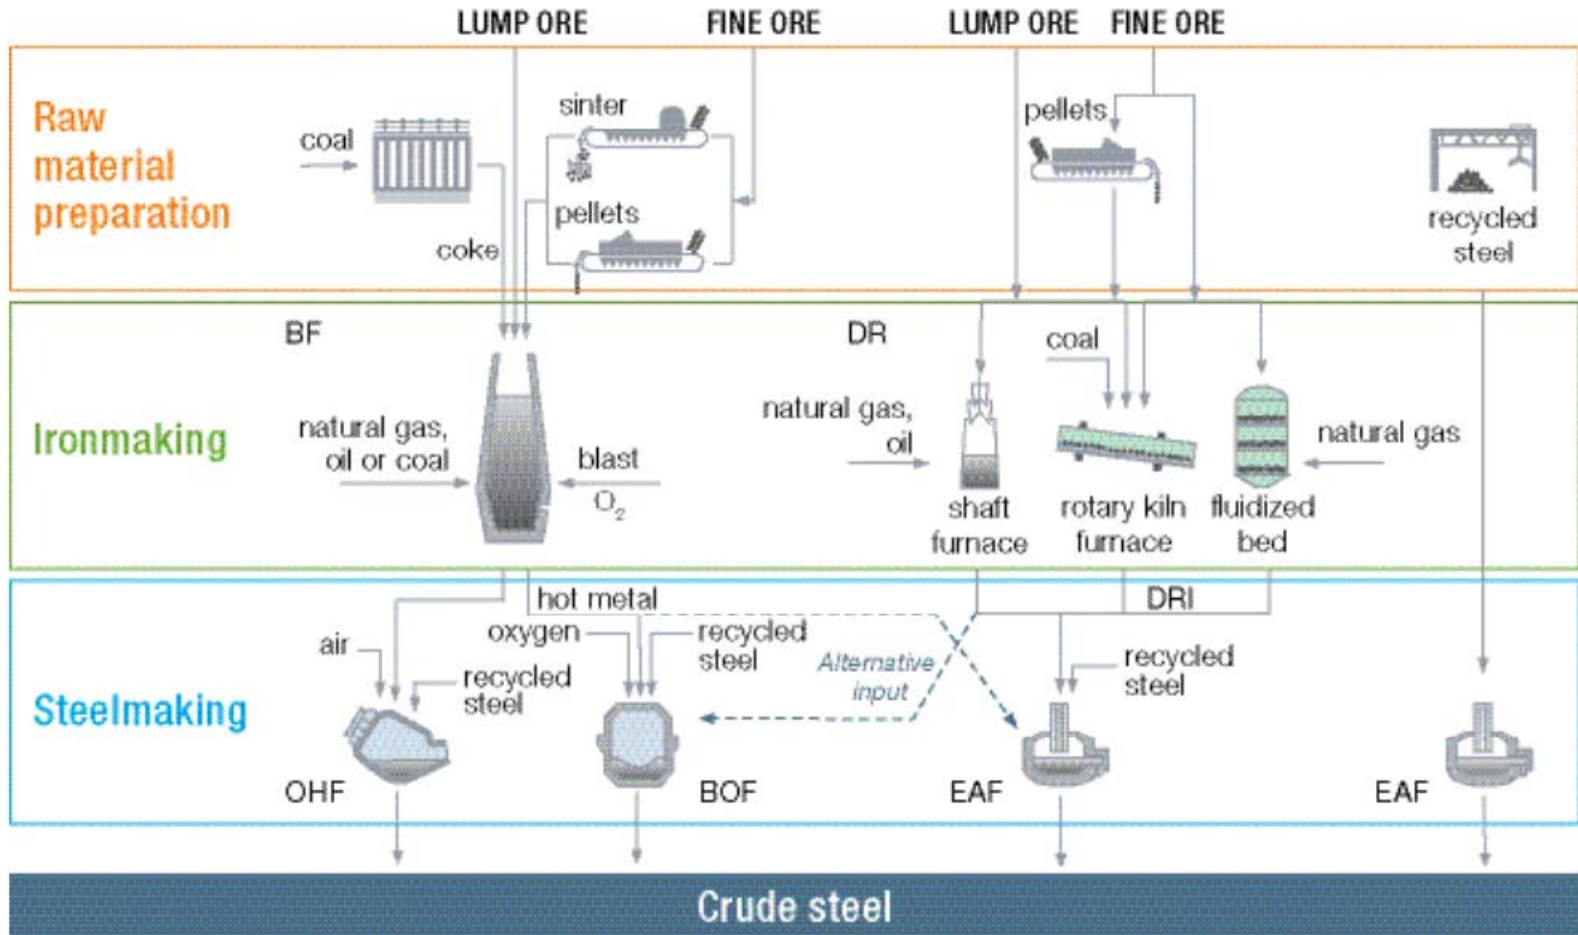 LUMP ORE
FINE ORE
LUMP ORE
FINE ORE
Raw
material
preparation
coal
coke
sinter
pellets
pellets
recycled
steel
Ironmaking
BF
natural gas,
oil or coal
blast
O₂
DR
natural gas,
oil
coal
natural gas
shaft
furnace
rotary kiln
furnace
fluidized
bed
Steelmaking
hot metal
air
recycled
steel
oxygen
recycled
steel
Alternative
input
DRI
recycled
steel
OHF
BOF
EAF
EAF
Crude steel